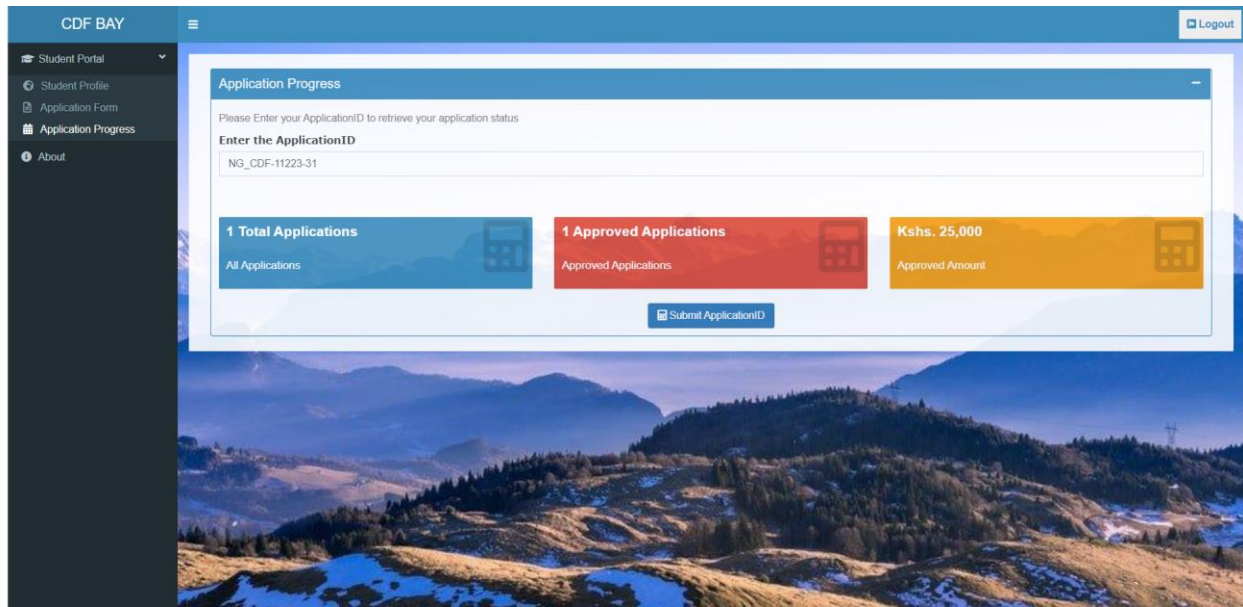 CDF BAY
Logout
Student Portal
Student Profile
Application Form
Application Progress
About
Application Progress
Please Enter your ApplicationID to retrieve your application status
Enter the ApplicationID
NG_CDF-11223-31
1 Total Applications
All Applications
1 Approved Applications
Approved Applications
Kshs. 25,000
Approved Amount
Submit ApplicationID